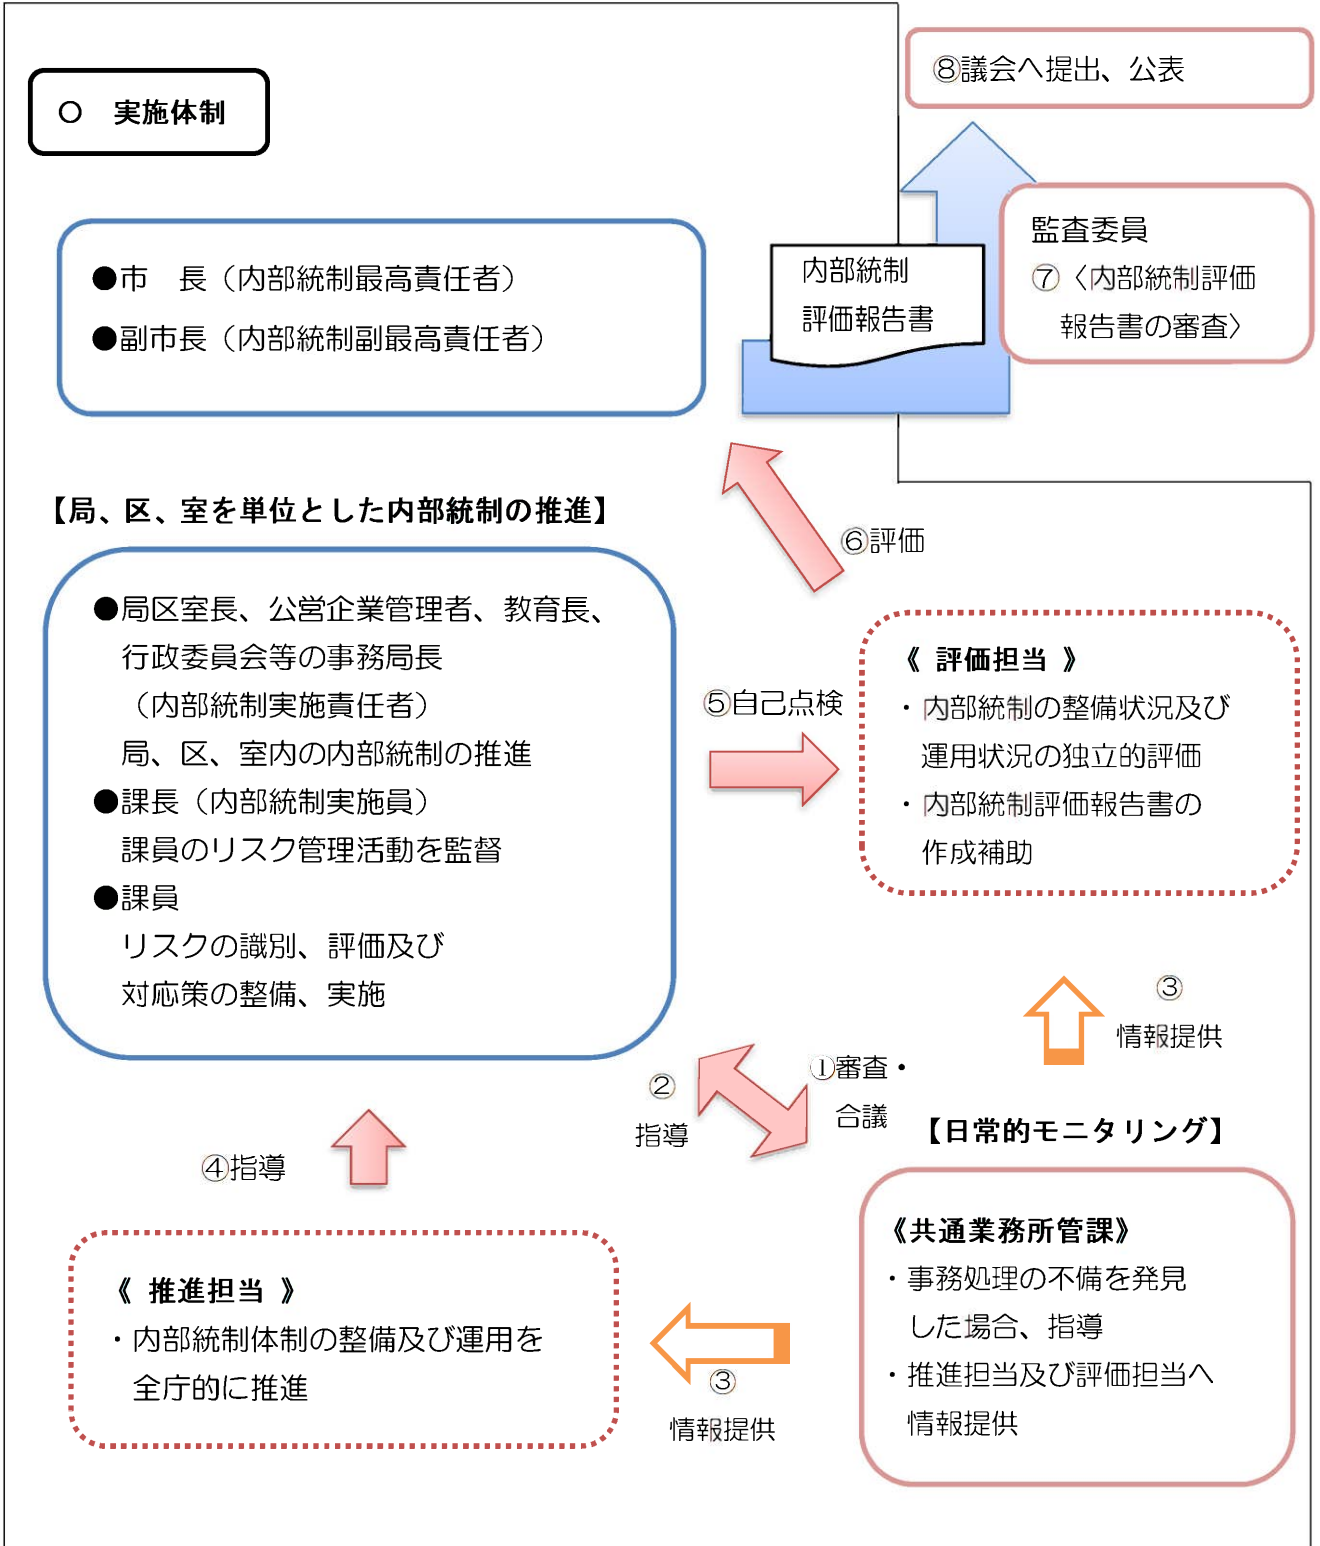 ○　実施体制
⑧議会へ提出、公表
●市　長（内部統制最高責任者）
●副市長（内部統制副最高責任者）
内部統制
評価報告書
監査委員
⑦〈内部統制評価
報告書の審査〉
【局、区、室を単位とした内部統制の推進】
⑥評価
●局区室長、公営企業管理者、教育長、
行政委員会等の事務局長
（内部統制実施責任者）
局、区、室内の内部統制の推進
●課長（内部統制実施員）
課員のリスク管理活動を監督
●課員
リスクの識別、評価及び
対応策の整備、実施
⑤自己点検
《 評価担当 》
・内部統制の整備状況及び
運用状況の独立的評価
・内部統制評価報告書の
作成補助
③
情報提供
①審査・
合議
②
指導
④指導
【日常的モニタリング】
《共通業務所管課》
・事務処理の不備を発見
した場合、指導
・推進担当及び評価担当へ
情報提供
《 推進担当 》
・内部統制体制の整備及び運用を
全庁的に推進
③
情報提供